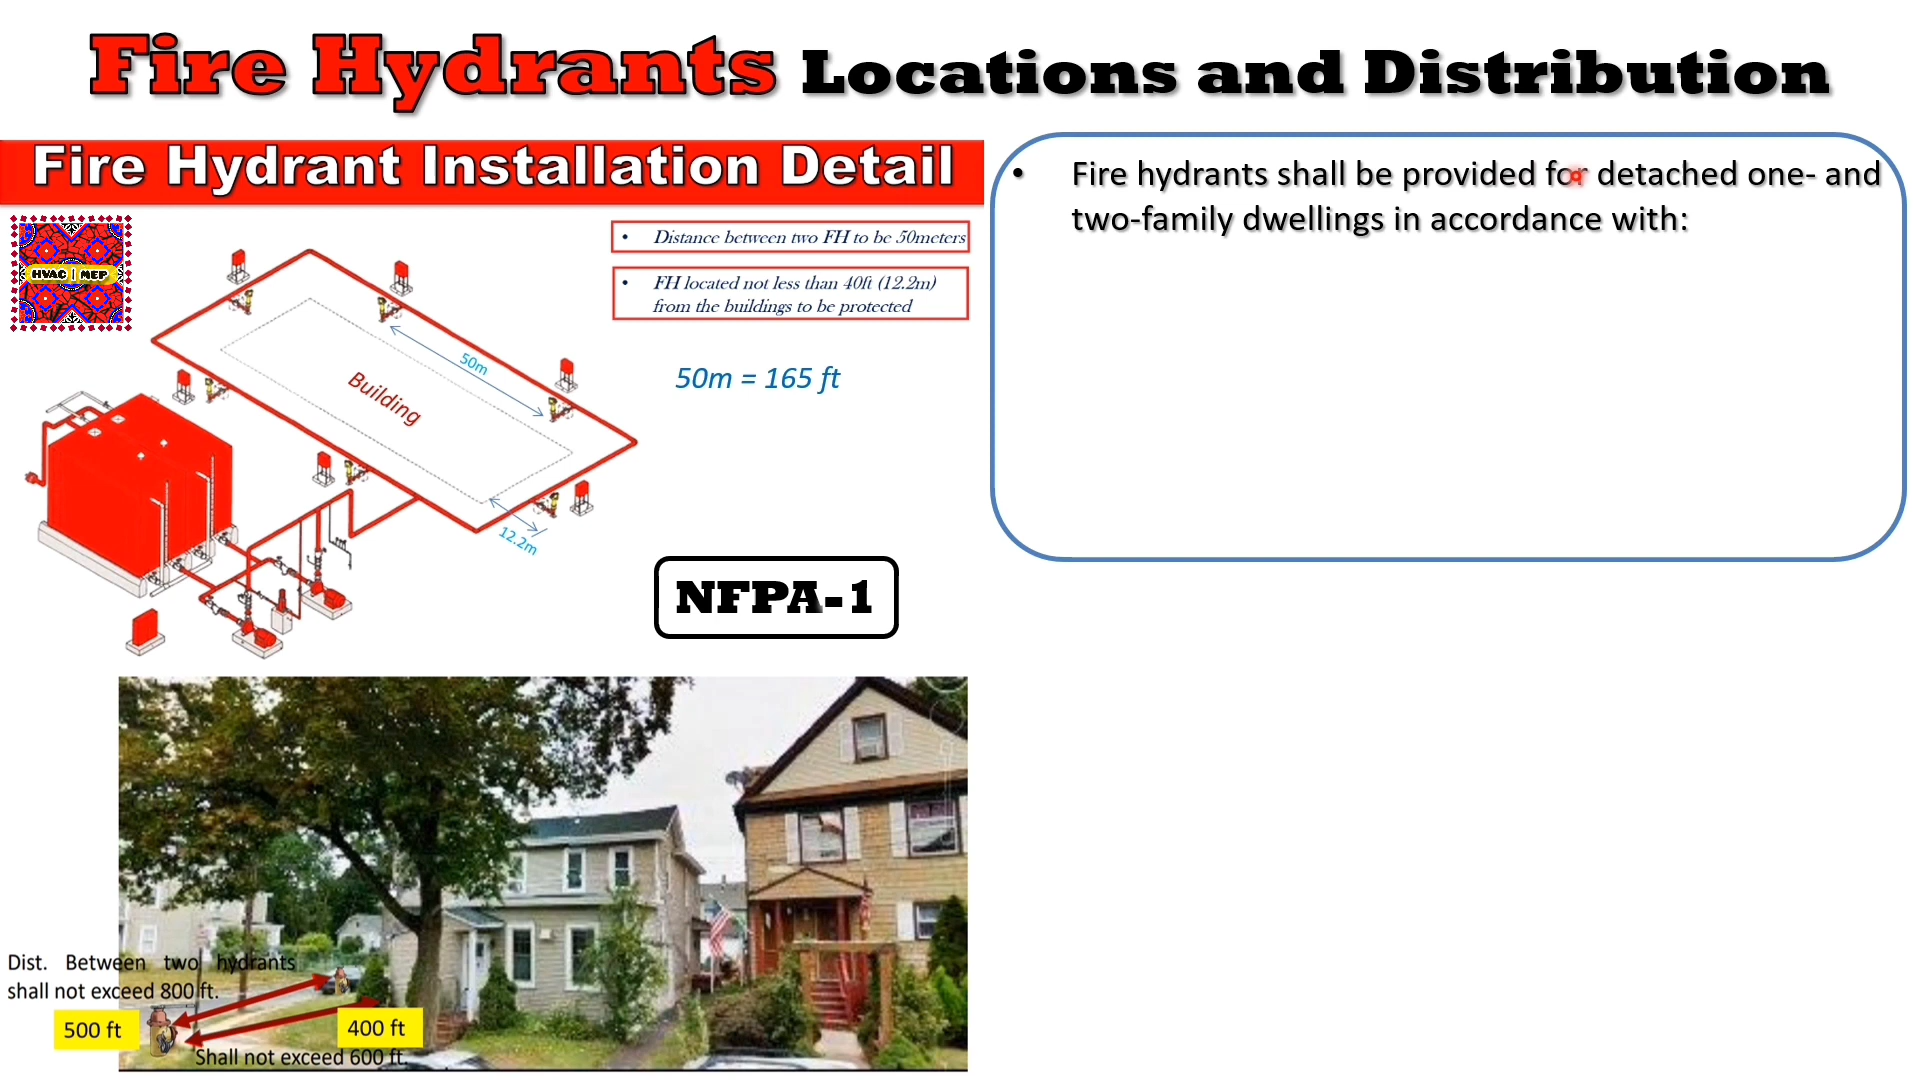 Fire Hydrants Locations and Distribution
Fire Hydrant Installation Detail
HVAC | MEP
• Distance between two FH to be 50meters
• FH located not less than 40ft (12.2m)
from the buildings to be protected
50m
50m = 165 ft
Building
12.2m
NFPA-1
Dist. Between two hydrants
shall not exceed 800 ft.
500 ft
400 ft
Shall not exceed 600 ft.
• Fire hydrants shall be provided for detached one- and
two-family dwellings in accordance with: